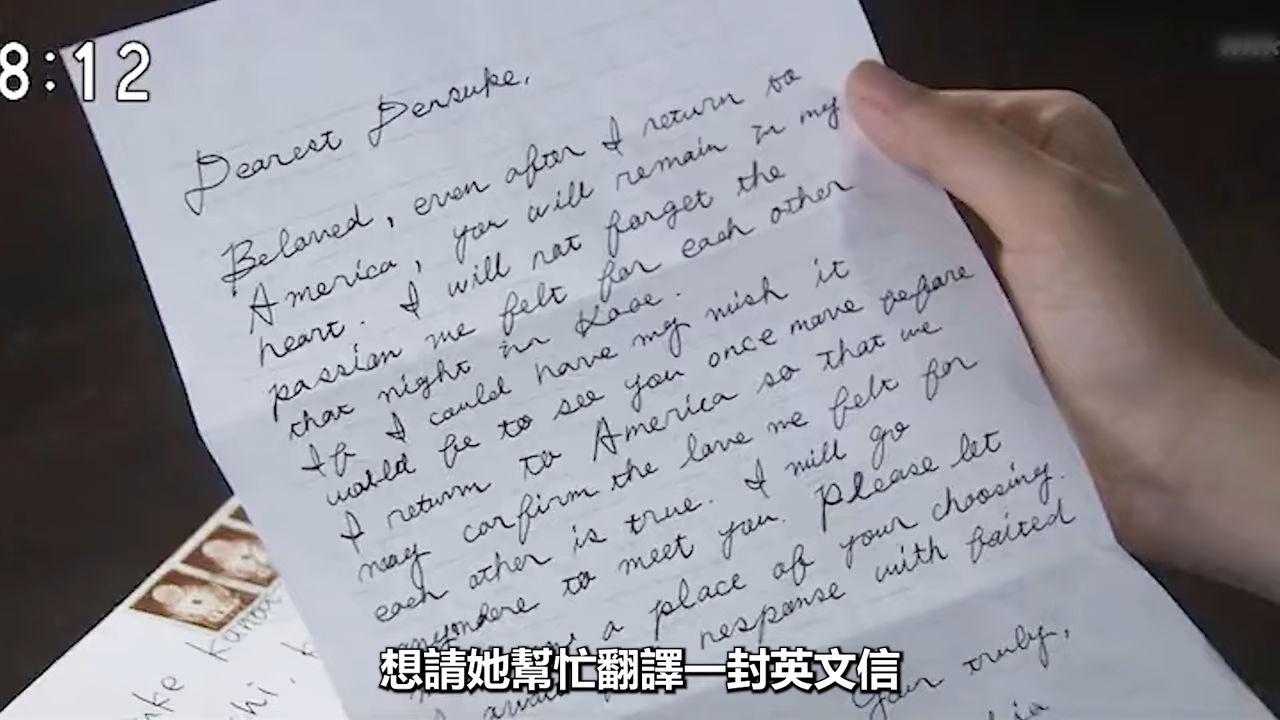 8:12
Dearest Densuke,
Beloved, even after I return to
America, you will remain in my
heart. I will not forget the
passion we felt for each other
that night in Kobe.
If I could have my wish it
would be to see you once more before
I return to America so that we
may confirm the love we felt for
each other is true. I will go
anywhere to meet you. Please let
a place of your choosing.
response with baited
Your truly,
想請她幫忙翻譯一封英文信